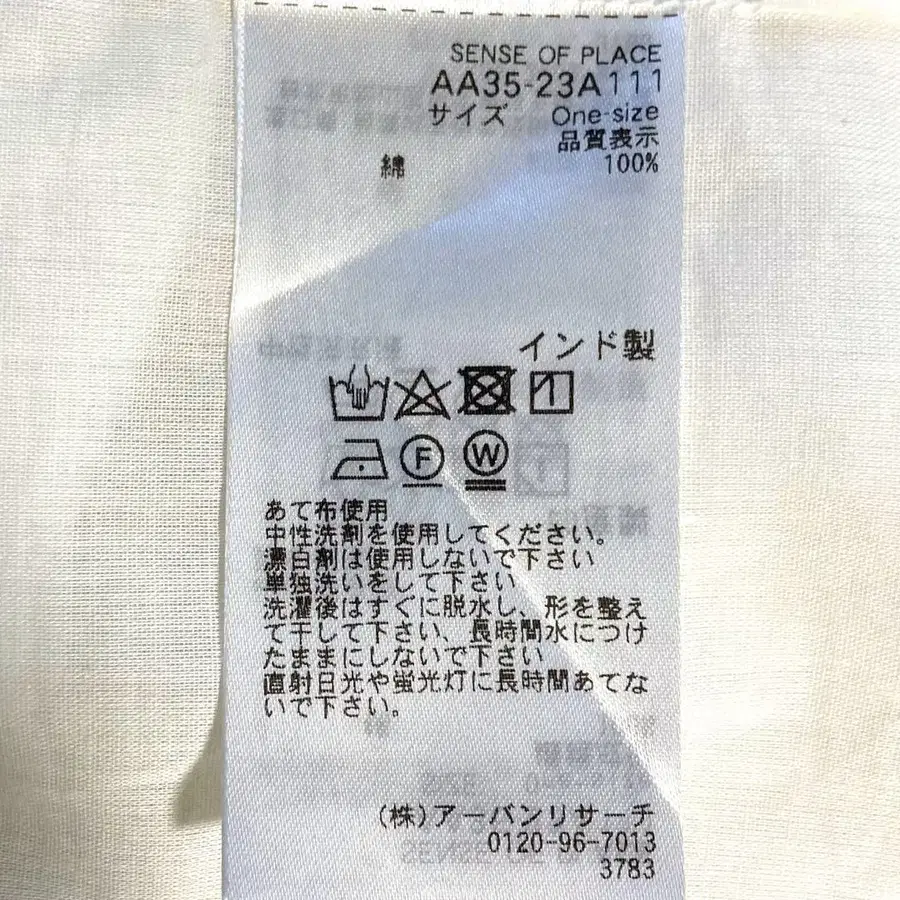 SENSE OF PLACE
AA35-23A111
サイズ One-size
品質表示
綿 100%
インド製
F W
あて布使用
中性洗剤を使用してください。
漂白剤は使用しないで下さい
単独洗いをして下さい
洗濯後はすぐに脱水し、形を整え
て干して下さい、長時間水につけ
たままにしないで下さい
直射日光や蛍光灯に長時間あてな
いで下さい。
(株)アーバンリサーチ
0120-96-7013
3783